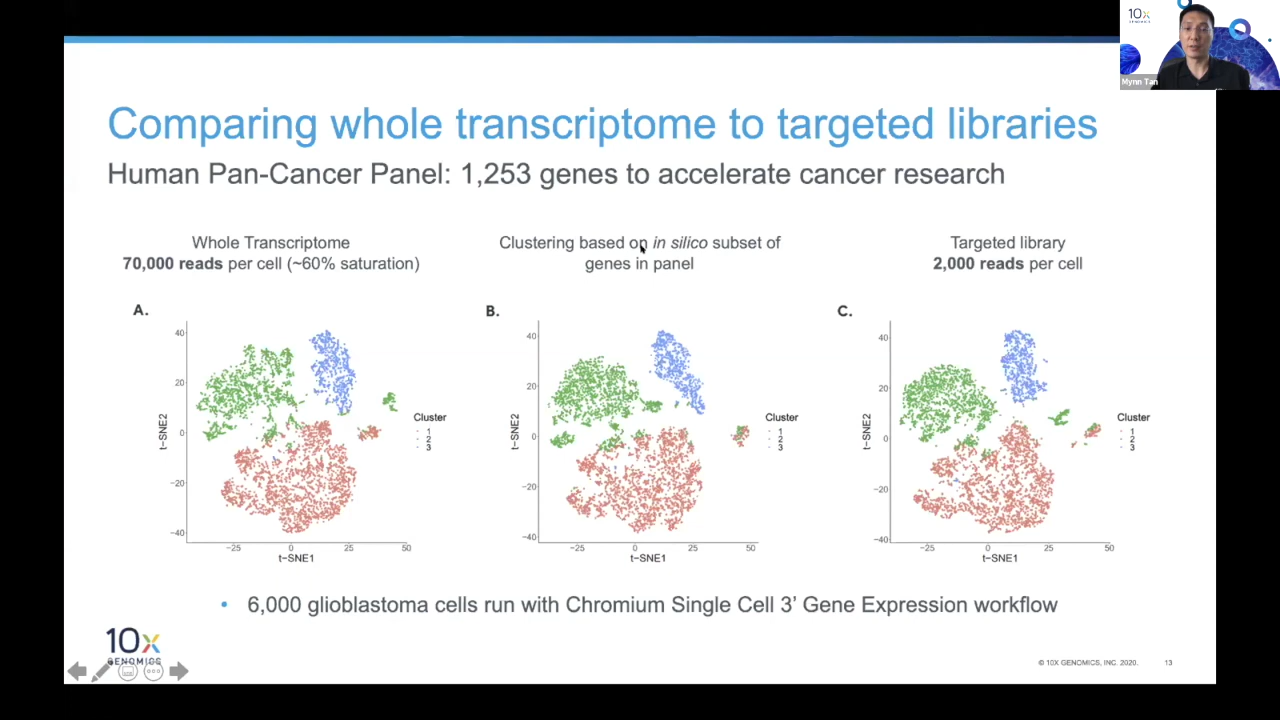 10x
GENOMICS
Mynn Tan
Comparing whole transcriptome to targeted libraries
Human Pan-Cancer Panel: 1,253 genes to accelerate cancer research
Whole Transcriptome
70,000 reads per cell (~60% saturation)
Clustering based on in silico subset of
genes in panel
Targeted library
2,000 reads per cell
A.
40
20
0
−20
−40
t−SNE2
−25
0
25
50
t−SNE1
Cluster
1
2
3
B.
40
20
0
−20
−40
t−SNE2
−25
0
25
50
t−SNE1
Cluster
1
2
3
C.
40
20
0
−20
−40
t−SNE2
−25
0
25
50
t−SNE1
Cluster
1
2
3
• 6,000 glioblastoma cells run with Chromium Single Cell 3’ Gene Expression workflow
10x
GENOMICS
© 10X GENOMICS, INC. 2020.
13